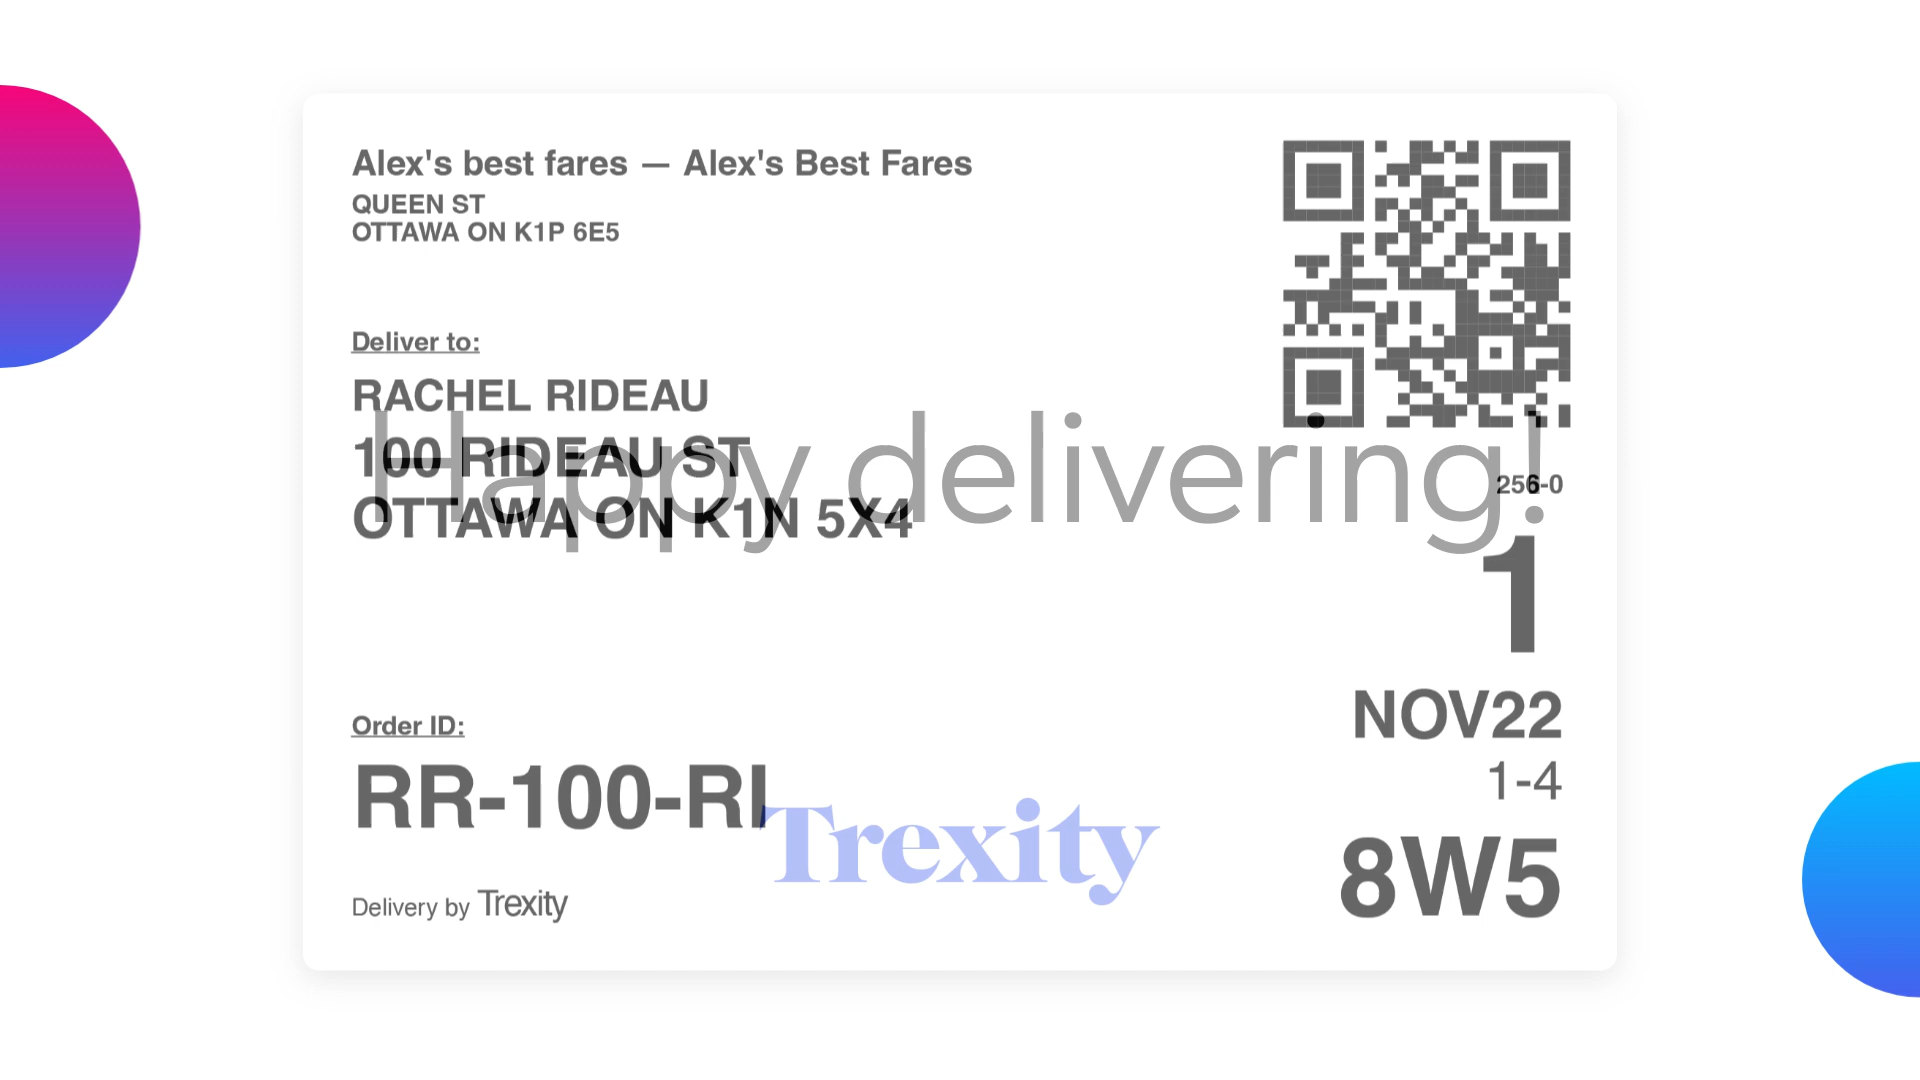 Alex's best fares — Alex's Best Fares
QUEEN ST
OTTAWA ON K1P 6E5
Deliver to:
RACHEL RIDEAU
100 RIDEAU ST
OTTAWA ON K1N 5X4
Happy delivering!
256-0
1
NOV22
1-4
8W5
Order ID:
RR-100-RI
Trexity
Delivery by Trexity